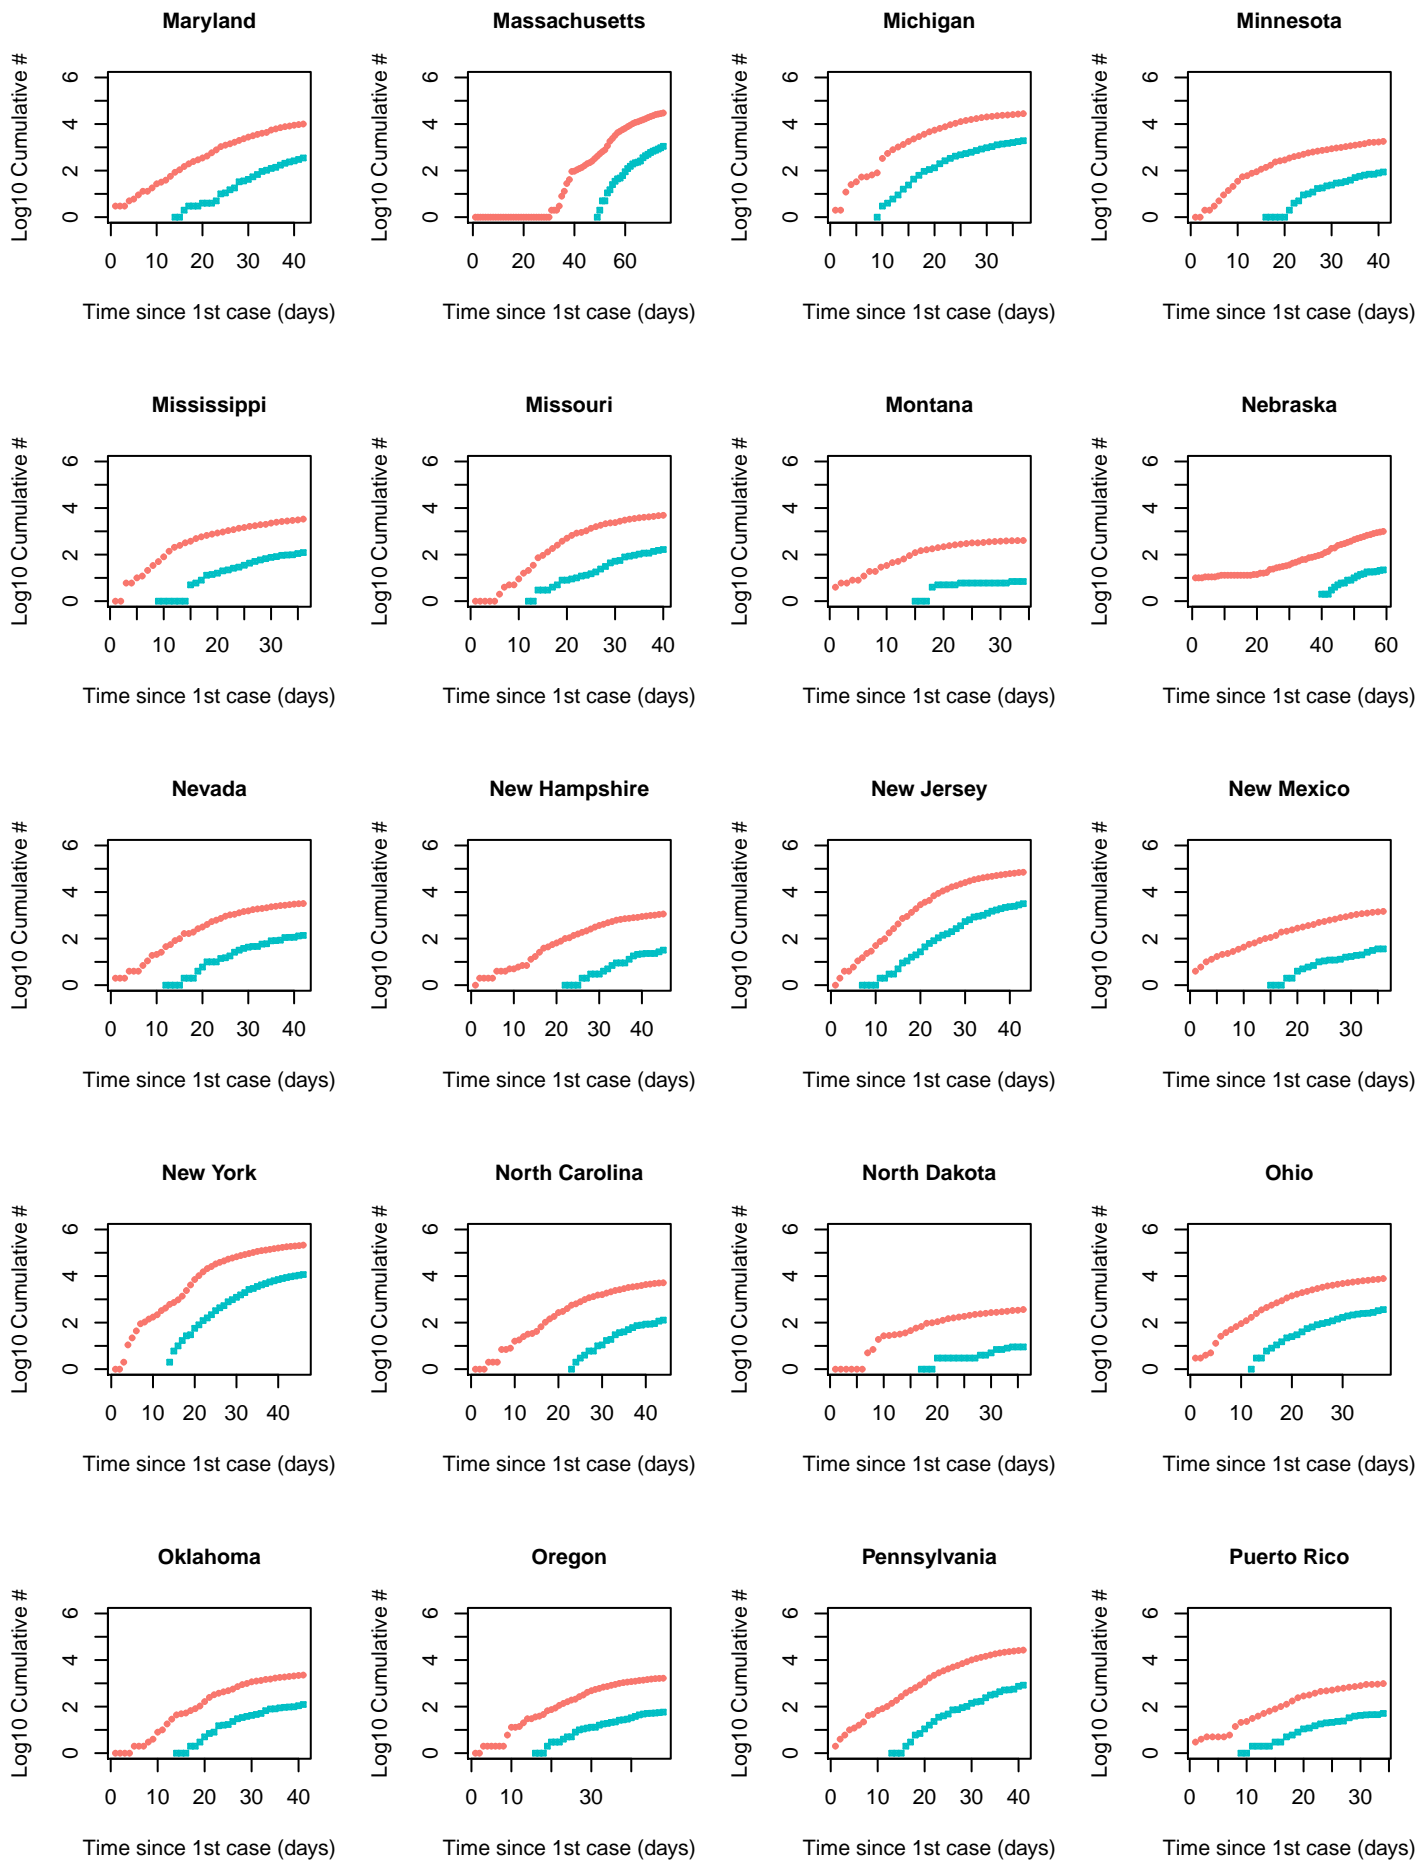 Maryland
Log10 Cumulative #
0 2 4 6
0 10 20 30 40
Time since 1st case (days)
Massachusetts
Log10 Cumulative #
0 2 4 6
0 20 40 60
Time since 1st case (days)
Michigan
Log10 Cumulative #
0 2 4 6
0 10 20 30
Time since 1st case (days)
Minnesota
Log10 Cumulative #
0 2 4 6
0 10 20 30 40
Time since 1st case (days)
Mississippi
Log10 Cumulative #
0 2 4 6
0 10 20 30
Time since 1st case (days)
Missouri
Log10 Cumulative #
0 2 4 6
0 10 20 30 40
Time since 1st case (days)
Montana
Log10 Cumulative #
0 2 4 6
0 10 20 30
Time since 1st case (days)
Nebraska
Log10 Cumulative #
0 2 4 6
0 20 40 60
Time since 1st case (days)
Nevada
Log10 Cumulative #
0 2 4 6
0 10 20 30 40
Time since 1st case (days)
New Hampshire
Log10 Cumulative #
0 2 4 6
0 10 20 30 40
Time since 1st case (days)
New Jersey
Log10 Cumulative #
0 2 4 6
0 10 20 30 40
Time since 1st case (days)
New Mexico
Log10 Cumulative #
0 2 4 6
0 10 20 30
Time since 1st case (days)
New York
Log10 Cumulative #
0 2 4 6
0 10 20 30 40
Time since 1st case (days)
North Carolina
Log10 Cumulative #
0 2 4 6
0 10 20 30 40
Time since 1st case (days)
North Dakota
Log10 Cumulative #
0 2 4 6
0 10 20 30
Time since 1st case (days)
Ohio
Log10 Cumulative #
0 2 4 6
0 10 20 30
Time since 1st case (days)
Oklahoma
Log10 Cumulative #
0 2 4 6
0 10 20 30 40
Time since 1st case (days)
Oregon
Log10 Cumulative #
0 2 4 6
0 10 30
Time since 1st case (days)
Pennsylvania
Log10 Cumulative #
0 2 4 6
0 10 20 30 40
Time since 1st case (days)
Puerto Rico
Log10 Cumulative #
0 2 4 6
0 10 20 30
Time since 1st case (days)